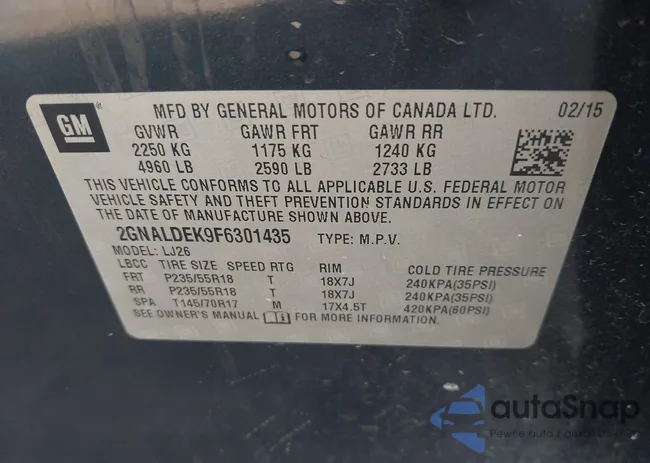 GM
MFD BY GENERAL MOTORS OF CANADA LTD. 02/15
GVWR GAWR FRT GAWR RR
2250 KG 1175 KG 1240 KG
4960 LB 2590 LB 2733 LB
THIS VEHICLE CONFORMS TO ALL APPLICABLE U.S. FEDERAL MOTOR
VEHICLE SAFETY AND THEFT PREVENTION STANDARDS IN EFFECT ON
THE DATE OF MANUFACTURE SHOWN ABOVE.
2GNALDEK9F6301435 TYPE: M.P.V.
MODEL: LJ26
LBCC TIRE SIZE SPEED RTG RIM COLD TIRE PRESSURE
FRT P235/55R18 T 18X7J 240KPA(35PSI)
RR P235/55R18 T 18X7J 240KPA(35PSI)
SPA T145/70R17 M 17X4.5T 420KPA(60PSI)
SEE OWNER'S MANUAL FOR MORE INFORMATION.
autoSnap
Pewne auta z